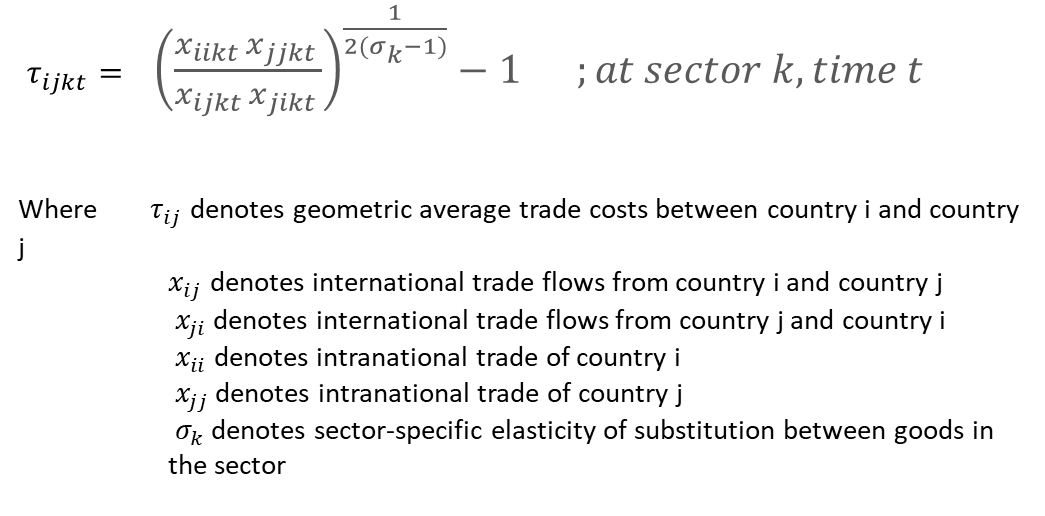 τ_ijkt = (x_iikt x_jjkt / x_ijkt x_jikt)^(1/2(σ_k−1)) − 1 ; at sector k, time t
Where τ_ij denotes geometric average trade costs between country i and country
j
x_ij denotes international trade flows from country i and country j
x_ji denotes international trade flows from country j and country i
x_ii denotes intranational trade of country i
x_jj denotes intranational trade of country j
σ_k denotes sector-specific elasticity of substitution between goods in
the sector